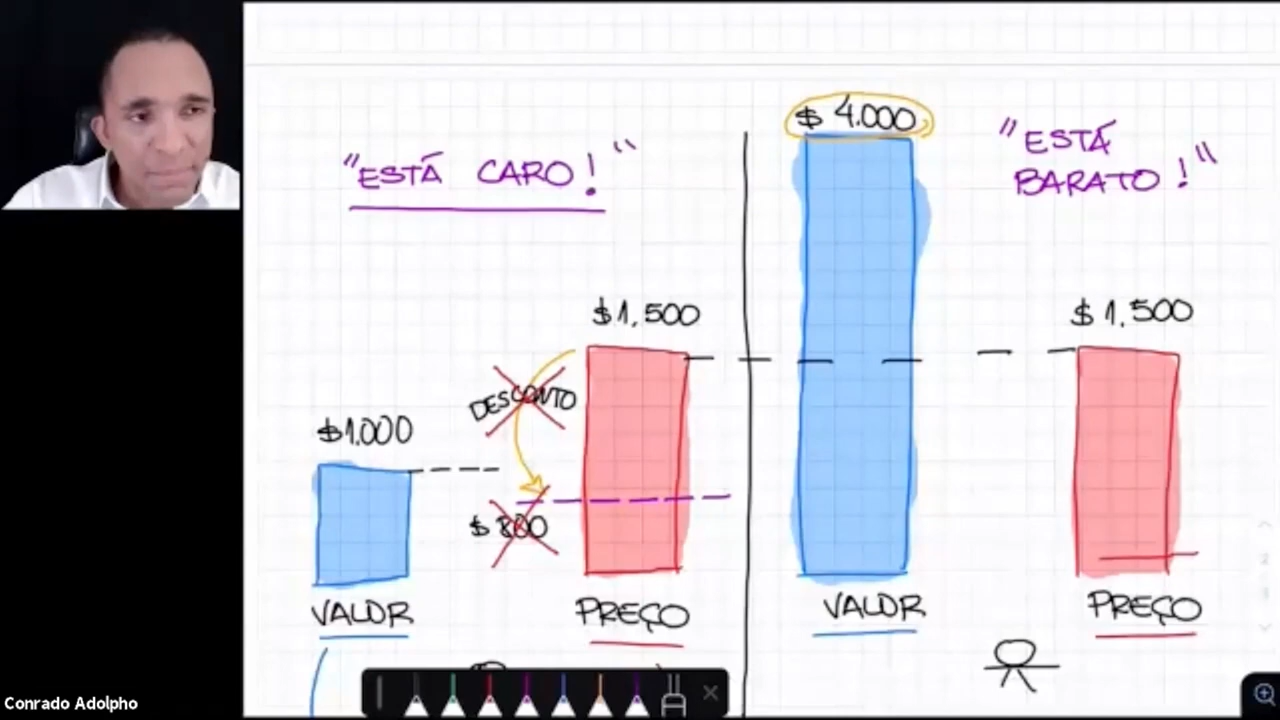 "ESTÁ CARO!"
$1.000
VALOR
DESCONTO
$ 800
$1.500
PREÇO
$ 4.000
VALOR
"ESTÁ
BARATO!"
$1.500
PREÇO
Conrado Adolpho